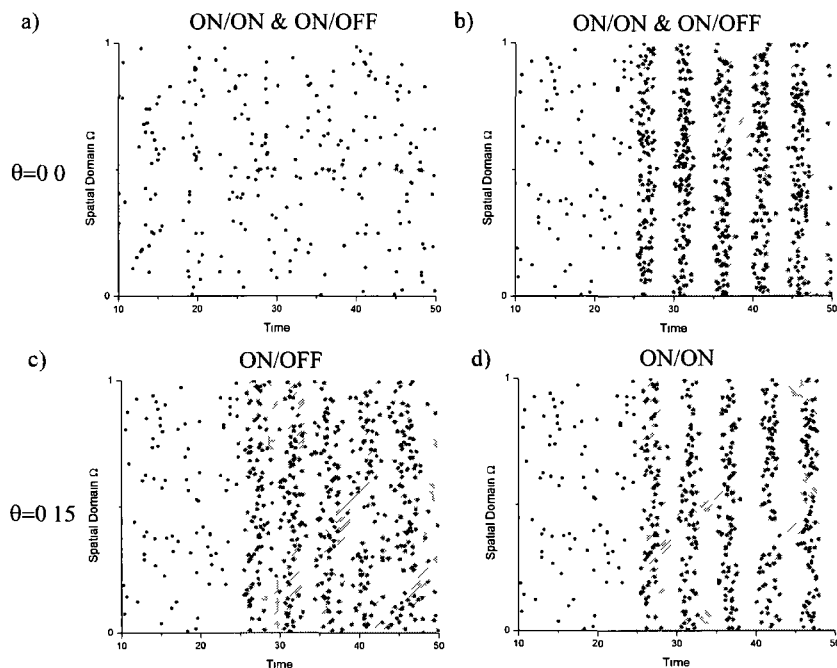 a) ON/ON & ON/OFF
b) ON/ON & ON/OFF
θ=0 0
1
Spatial Domain Ω
0
10 20 30 40 50
Time
1
Spatial Domain Ω
0
10 20 30 40 50
Time
c) ON/OFF
d) ON/ON
θ=0 15
1
Spatial Domain Ω
0
10 20 30 40 50
Time
1
Spatial Domain Ω
0
10 20 30 40 50
Time